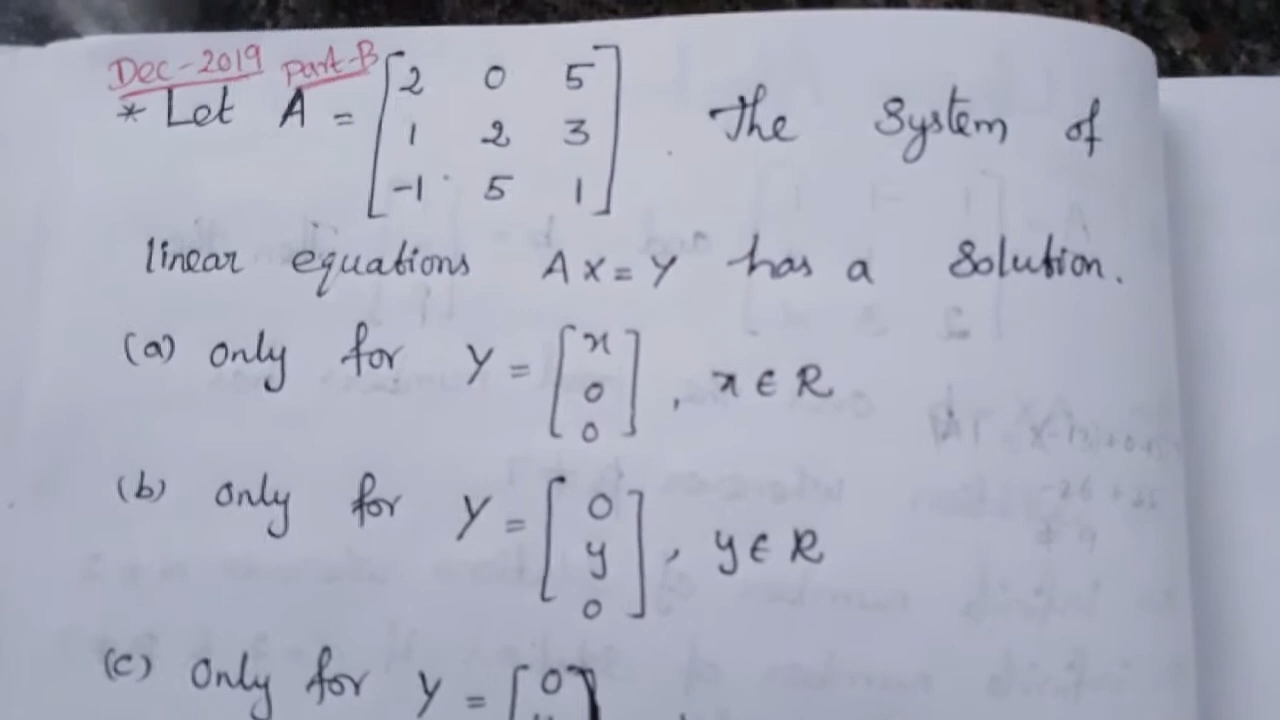 Dec-2019 Part-B
* Let A = [2 0 5
1 2 3
-1 5 1] . The System of
linear equations AX = Y has a Solution.
(a) only for Y = [x
0
0] , x ∈ R
(b) only for Y = [0
y
0] , y ∈ R
(c) only for Y = [0